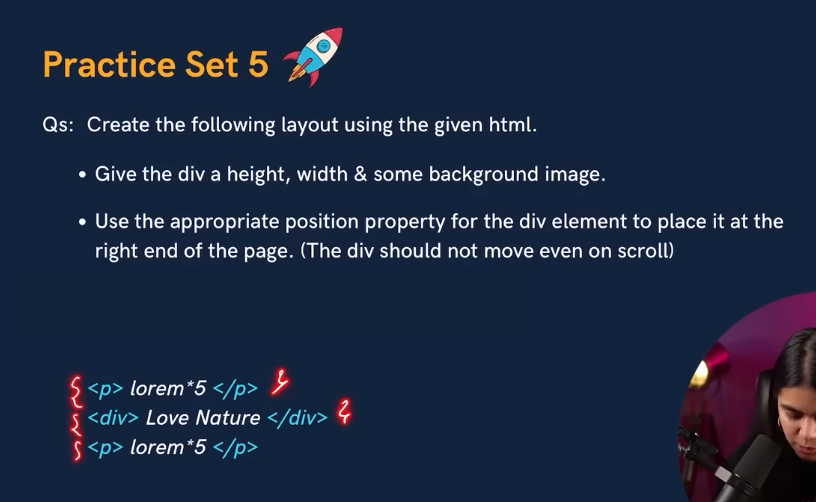 Practice Set 5
Qs: Create the following layout using the given html.
• Give the div a height, width & some background image.
• Use the appropriate position property for the div element to place it at the
right end of the page. (The div should not move even on scroll)
<p> lorem*5 </p>
<div> Love Nature </div>
<p> lorem*5 </p>